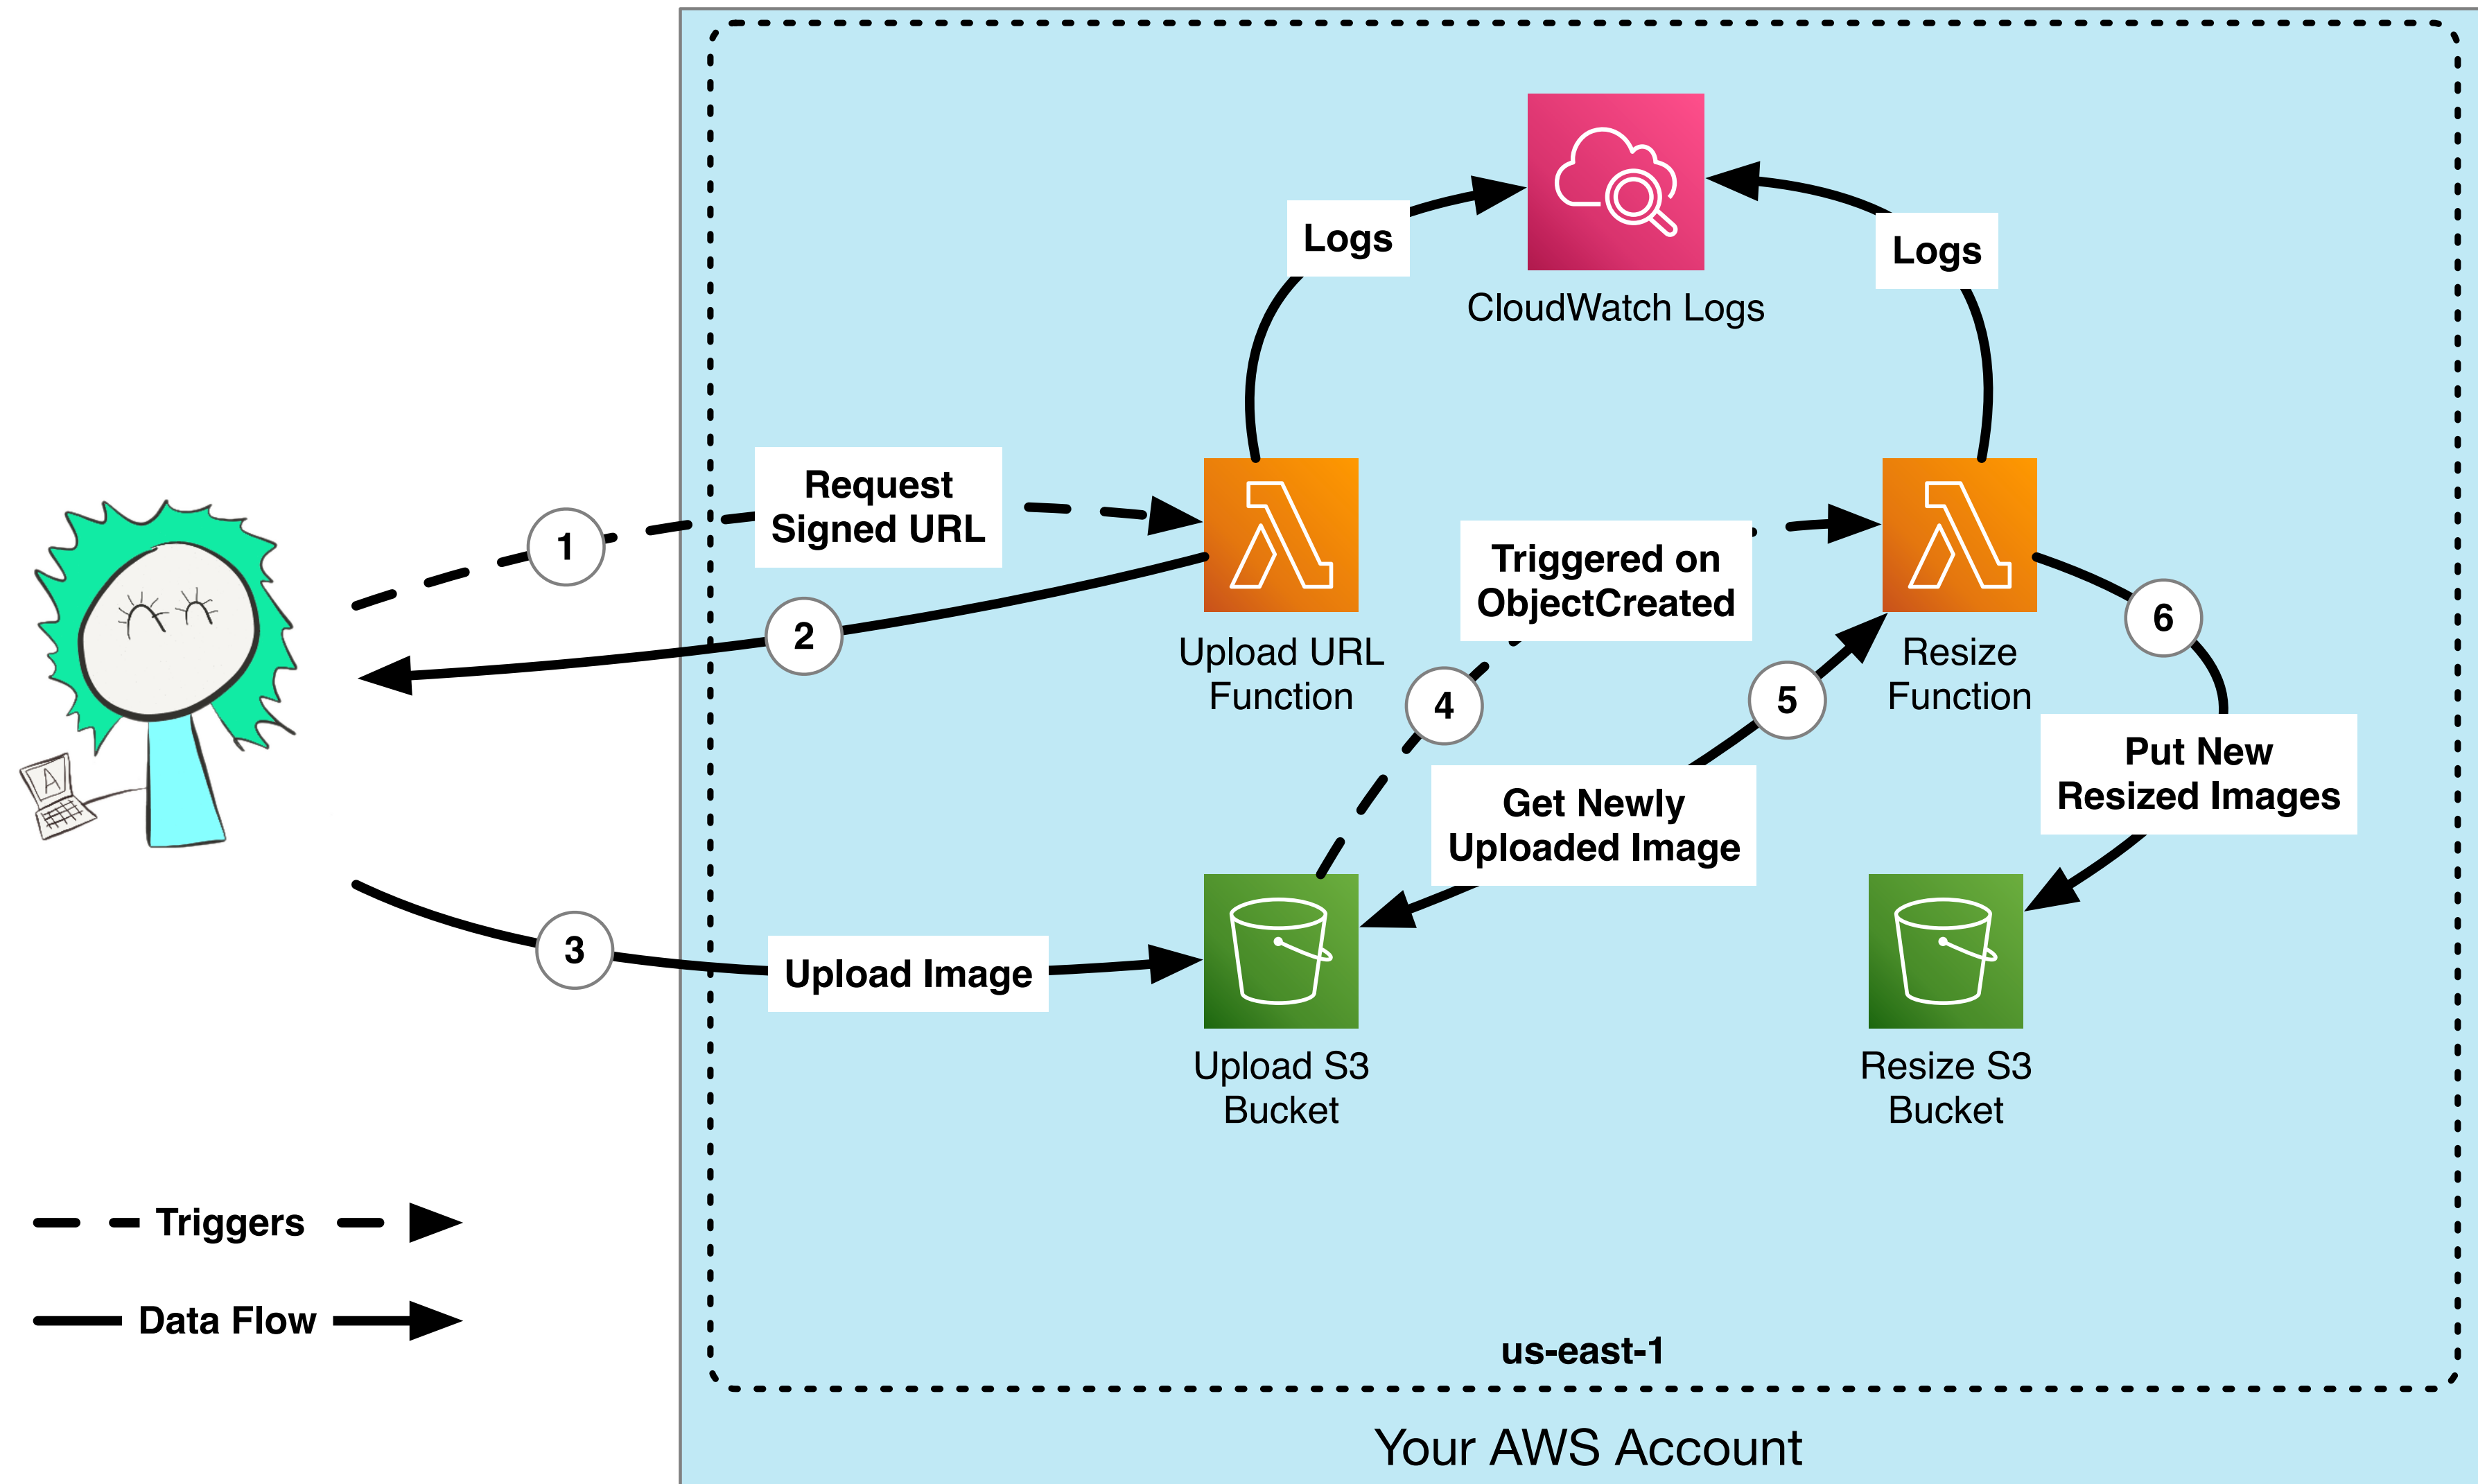 Logs
Logs
CloudWatch Logs
1
Request
Signed URL
2
Upload URL
Function
Triggered on
ObjectCreated
4
5
Resize
Function
6
Put New
Resized Images
Get Newly
Uploaded Image
A
3
Upload Image
Upload S3
Bucket
Resize S3
Bucket
Triggers
Data Flow
us-east-1
Your AWS Account